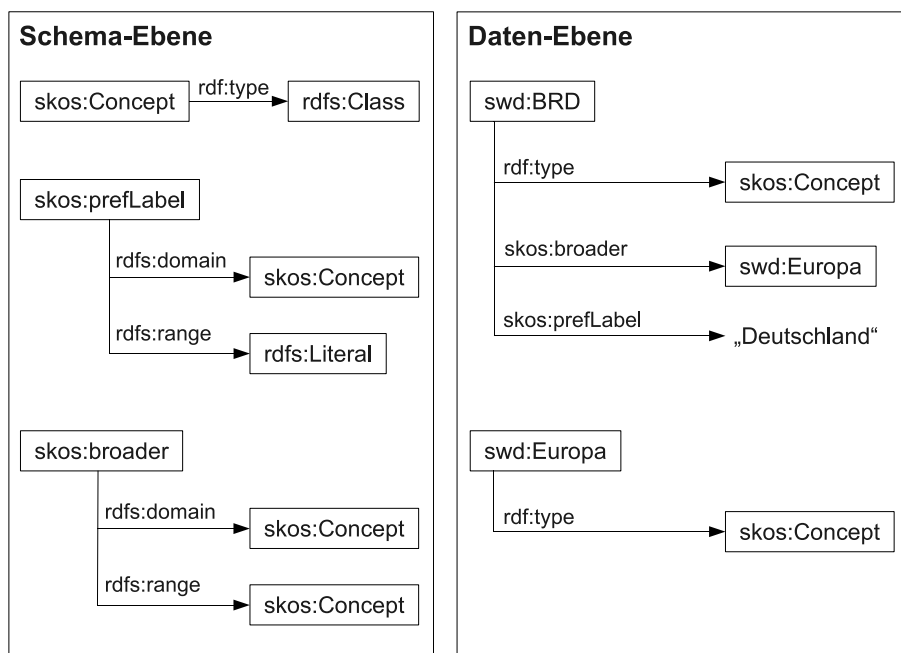 Schema-Ebene
skos:Concept
rdf:type
rdfs:Class
skos:prefLabel
rdfs:domain
skos:Concept
rdfs:range
rdfs:Literal
skos:broader
rdfs:domain
skos:Concept
rdfs:range
skos:Concept
Daten-Ebene
swd:BRD
rdf:type
skos:Concept
skos:broader
swd:Europa
skos:prefLabel
„Deutschland“
swd:Europa
rdf:type
skos:Concept